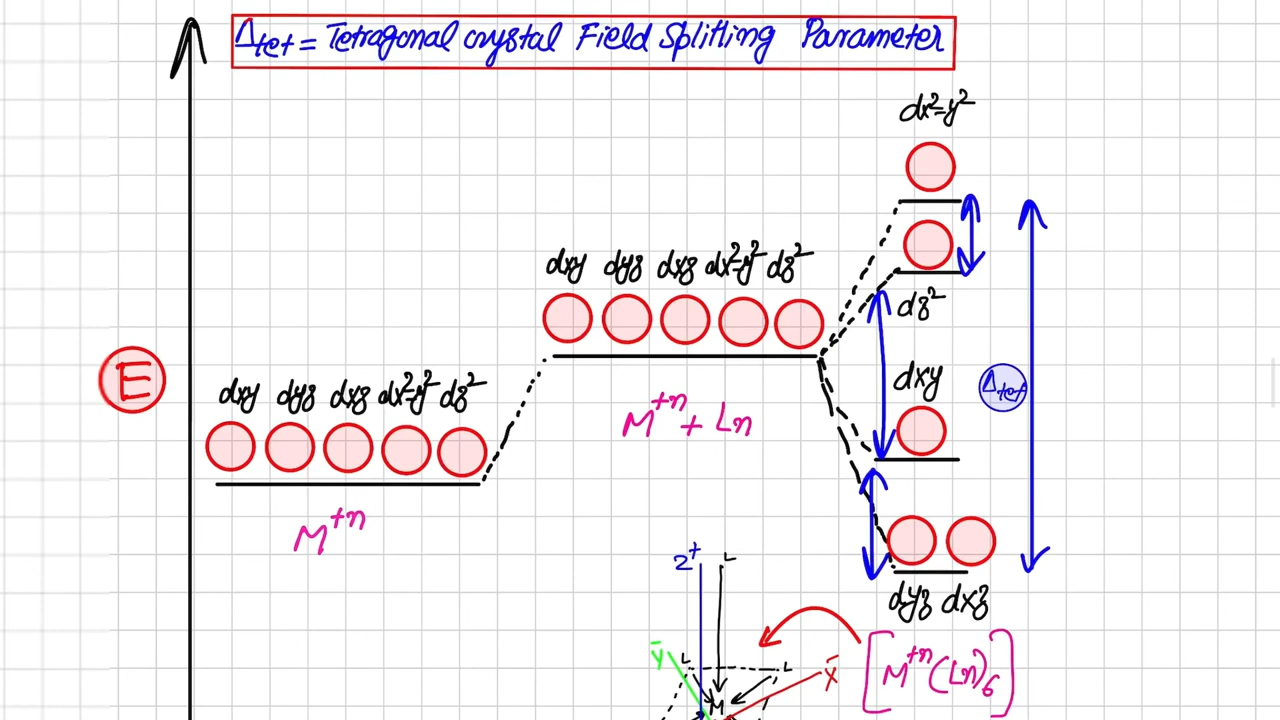 Δtet = Tetragonal crystal Field Splitting Parameter
dx²-y²
dz²
dxy dyz dxz dx²-y² dz²
dxy
Δtet
E
dxy dyz dxz dx²-y² dz²
M⁺ⁿ + Ln
M⁺ⁿ
dyz dxz
Z⁺ L
[M⁺ⁿ(Ln)₆]
Y̅ L L X̅
M